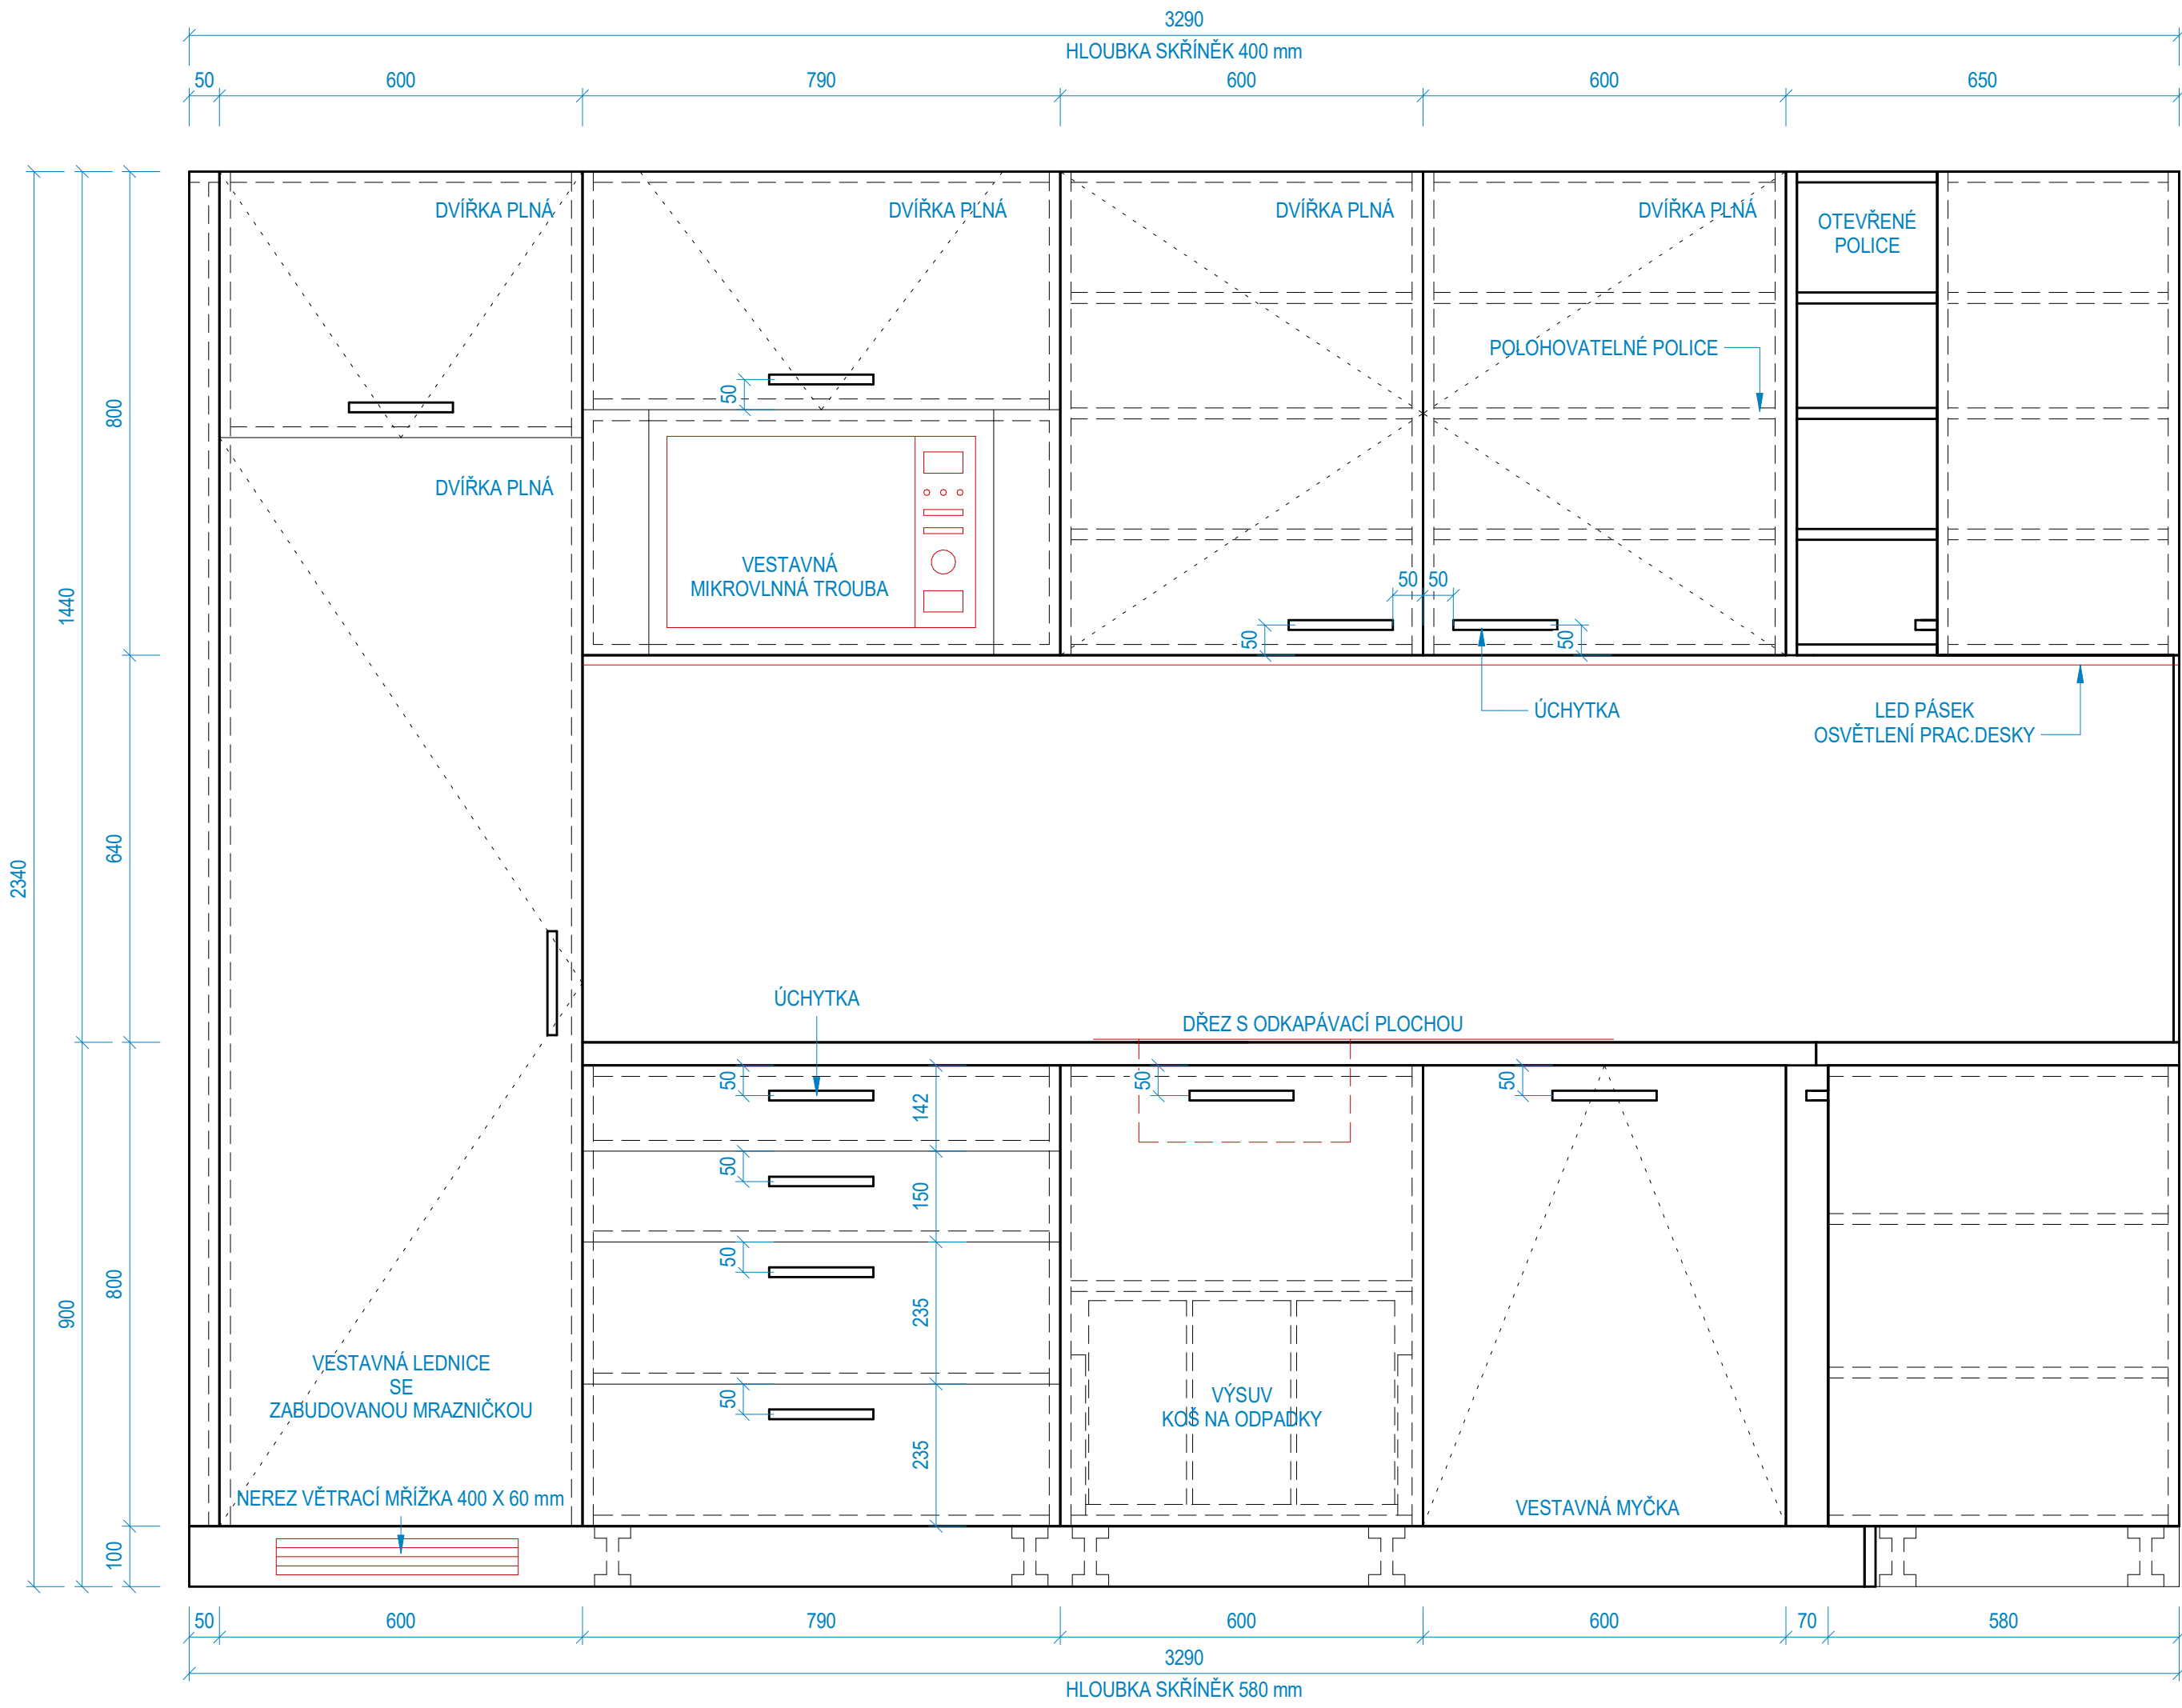 3290
HLOUBKA SKŘÍNĚK 400 mm
50 600 790 600 600 650
DVÍŘKA PLNÁ DVÍŘKA PLNÁ DVÍŘKA PLNÁ DVÍŘKA PLNÁ
OTEVŘENÉ
POLICE
POLOHOVATELNÉ POLICE
50
800
DVÍŘKA PLNÁ
VESTAVNÁ
MIKROVLNNÁ TROUBA
50 50
50 50
1440
ÚCHYTKA
LED PÁSEK
OSVĚTLENÍ PRAC.DESKY
640
2340
ÚCHYTKA
DŘEZ S ODKAPÁVACÍ PLOCHOU
50 50 50
142
50
150
50
800
900
235
VESTAVNÁ LEDNICE
SE
ZABUDOVANOU MRAZNIČKOU
50
VÝSUV
KOŠ NA ODPADKY
235
NEREZ VĚTRACÍ MŘÍŽKA 400 X 60 mm
VESTAVNÁ MYČKA
100
50 600 790 600 600 70 580
3290
HLOUBKA SKŘÍNĚK 580 mm